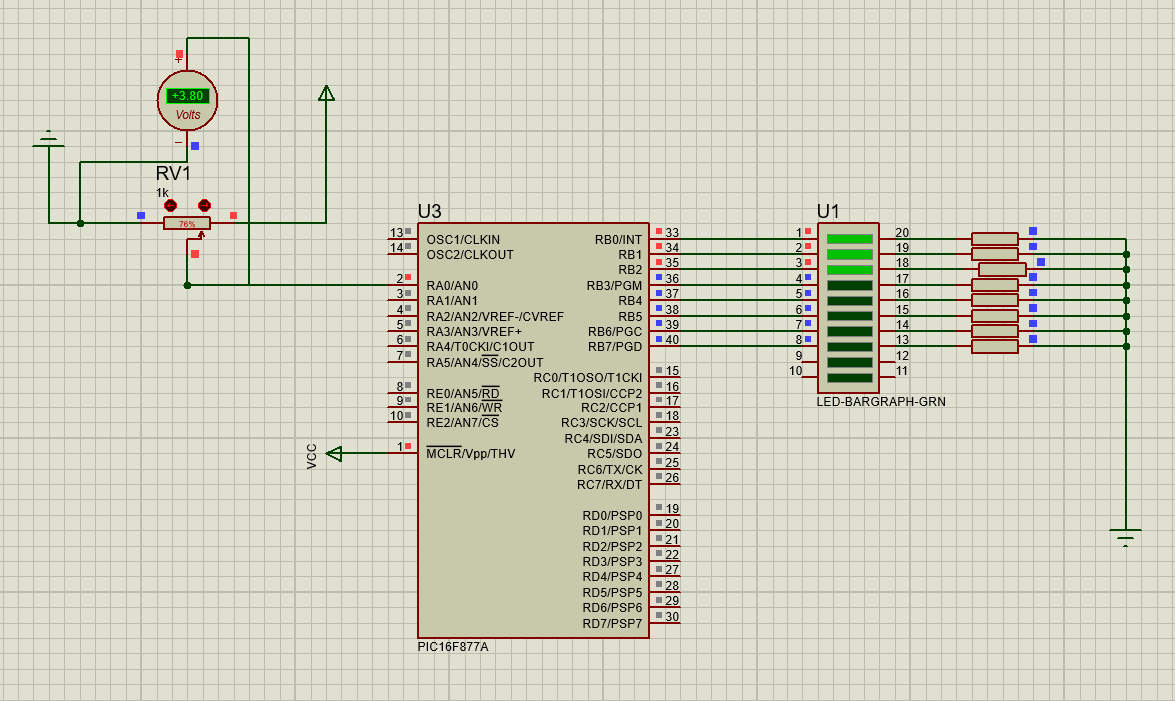 +
+3.80
Volts
−
RV1
1k
76%
VCC
U3
13 OSC1/CLKIN
14 OSC2/CLKOUT
2 RA0/AN0
3 RA1/AN1
4 RA2/AN2/VREF-/CVREF
5 RA3/AN3/VREF+
6 RA4/T0CKI/C1OUT
7 RA5/AN4/SS/C2OUT
8 RE0/AN5/RD
9 RE1/AN6/WR
10 RE2/AN7/CS
1 MCLR/Vpp/THV
RB0/INT 33
RB1 34
RB2 35
RB3/PGM 36
RB4 37
RB5 38
RB6/PGC 39
RB7/PGD 40
RC0/T1OSO/T1CKI 15
RC1/T1OSI/CCP2 16
RC2/CCP1 17
RC3/SCK/SCL 18
RC4/SDI/SDA 23
RC5/SDO 24
RC6/TX/CK 25
RC7/RX/DT 26
RD0/PSP0 19
RD1/PSP1 20
RD2/PSP2 21
RD3/PSP3 22
RD4/PSP4 27
RD5/PSP5 28
RD6/PSP6 29
RD7/PSP7 30
PIC16F877A
U1
1 20
2 19
3 18
4 17
5 16
6 15
7 14
8 13
9 12
10 11
LED-BARGRAPH-GRN